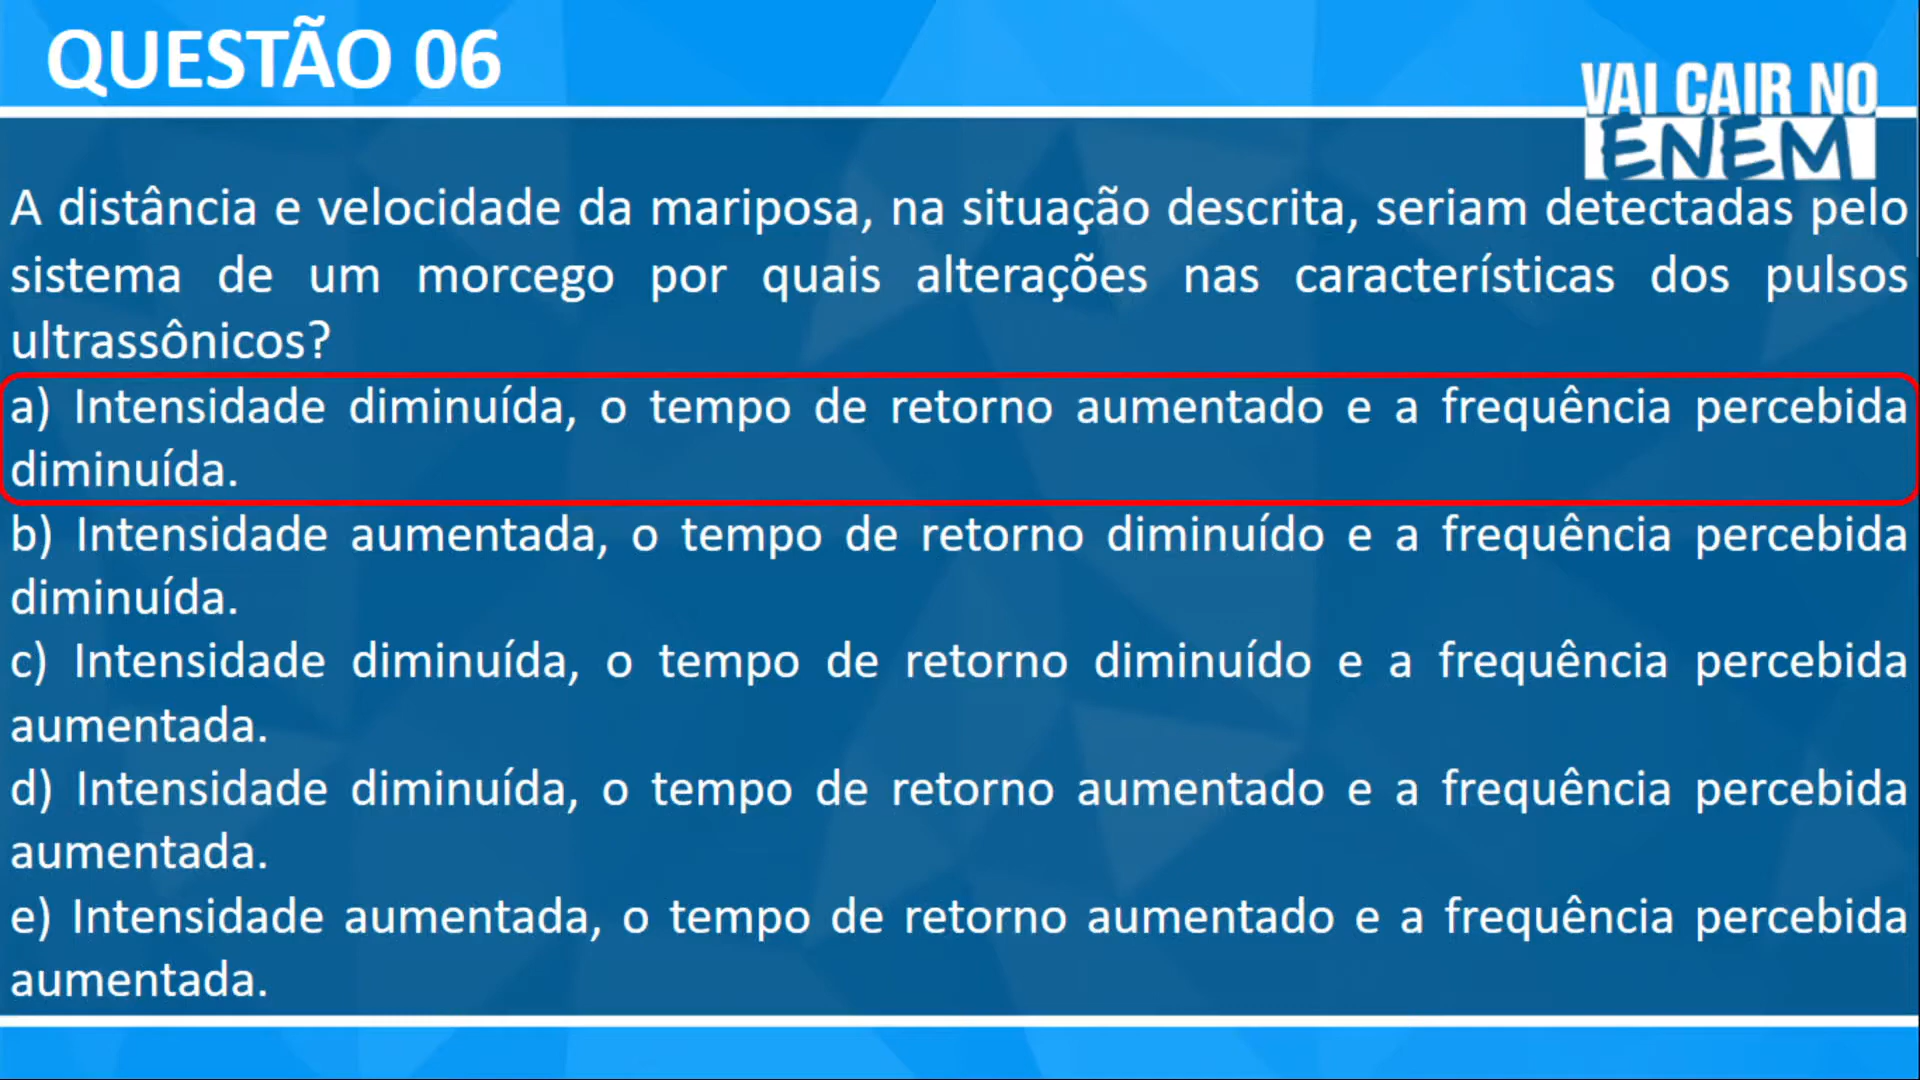 QUESTÃO 06
VAI CAIR NO
ENEM
A distância e velocidade da mariposa, na situação descrita, seriam detectadas pelo
sistema de um morcego por quais alterações nas características dos pulsos
ultrassônicos?
a) Intensidade diminuída, o tempo de retorno aumentado e a frequência percebida
diminuída.
b) Intensidade aumentada, o tempo de retorno diminuído e a frequência percebida
diminuída.
c) Intensidade diminuída, o tempo de retorno diminuído e a frequência percebida
aumentada.
d) Intensidade diminuída, o tempo de retorno aumentado e a frequência percebida
aumentada.
e) Intensidade aumentada, o tempo de retorno aumentado e a frequência percebida
aumentada.